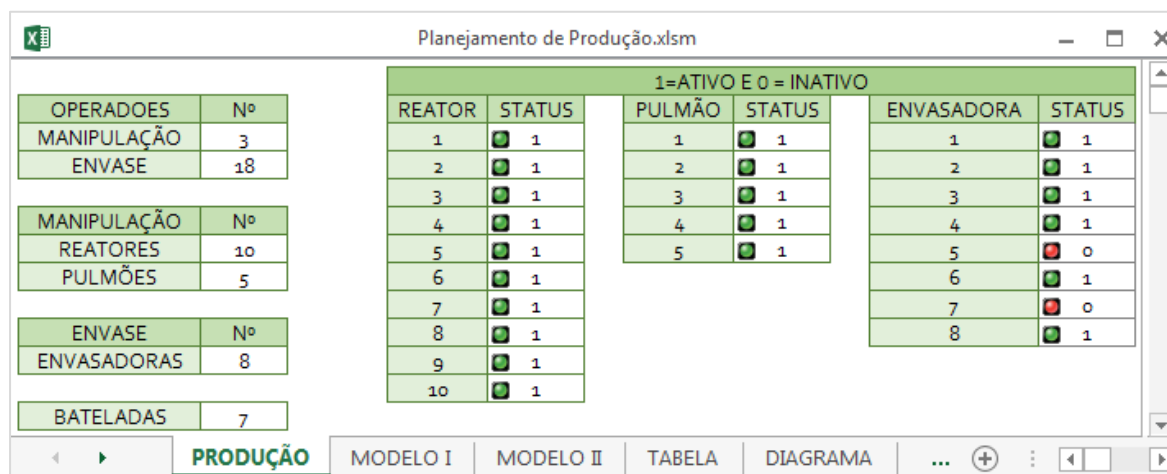 Planejamento de Produção.xlsm
1=ATIVO E 0 = INATIVO
OPERADOES Nº REATOR STATUS PULMÃO STATUS ENVASADORA STATUS
MANIPULAÇÃO 3 1 1 1 1 1 1
ENVASE 18 2 1 2 1 2 1
3 1 3 1 3 1
MANIPULAÇÃO Nº 4 1 4 1 4 1
REATORES 10 5 1 5 1 5 0
PULMÕES 5 6 1 6 1
7 1 7 0
ENVASE Nº 8 1 8 1
ENVASADORAS 8 9 1
10 1
BATELADAS 7
PRODUÇÃO MODELO I MODELO II TABELA DIAGRAMA ...